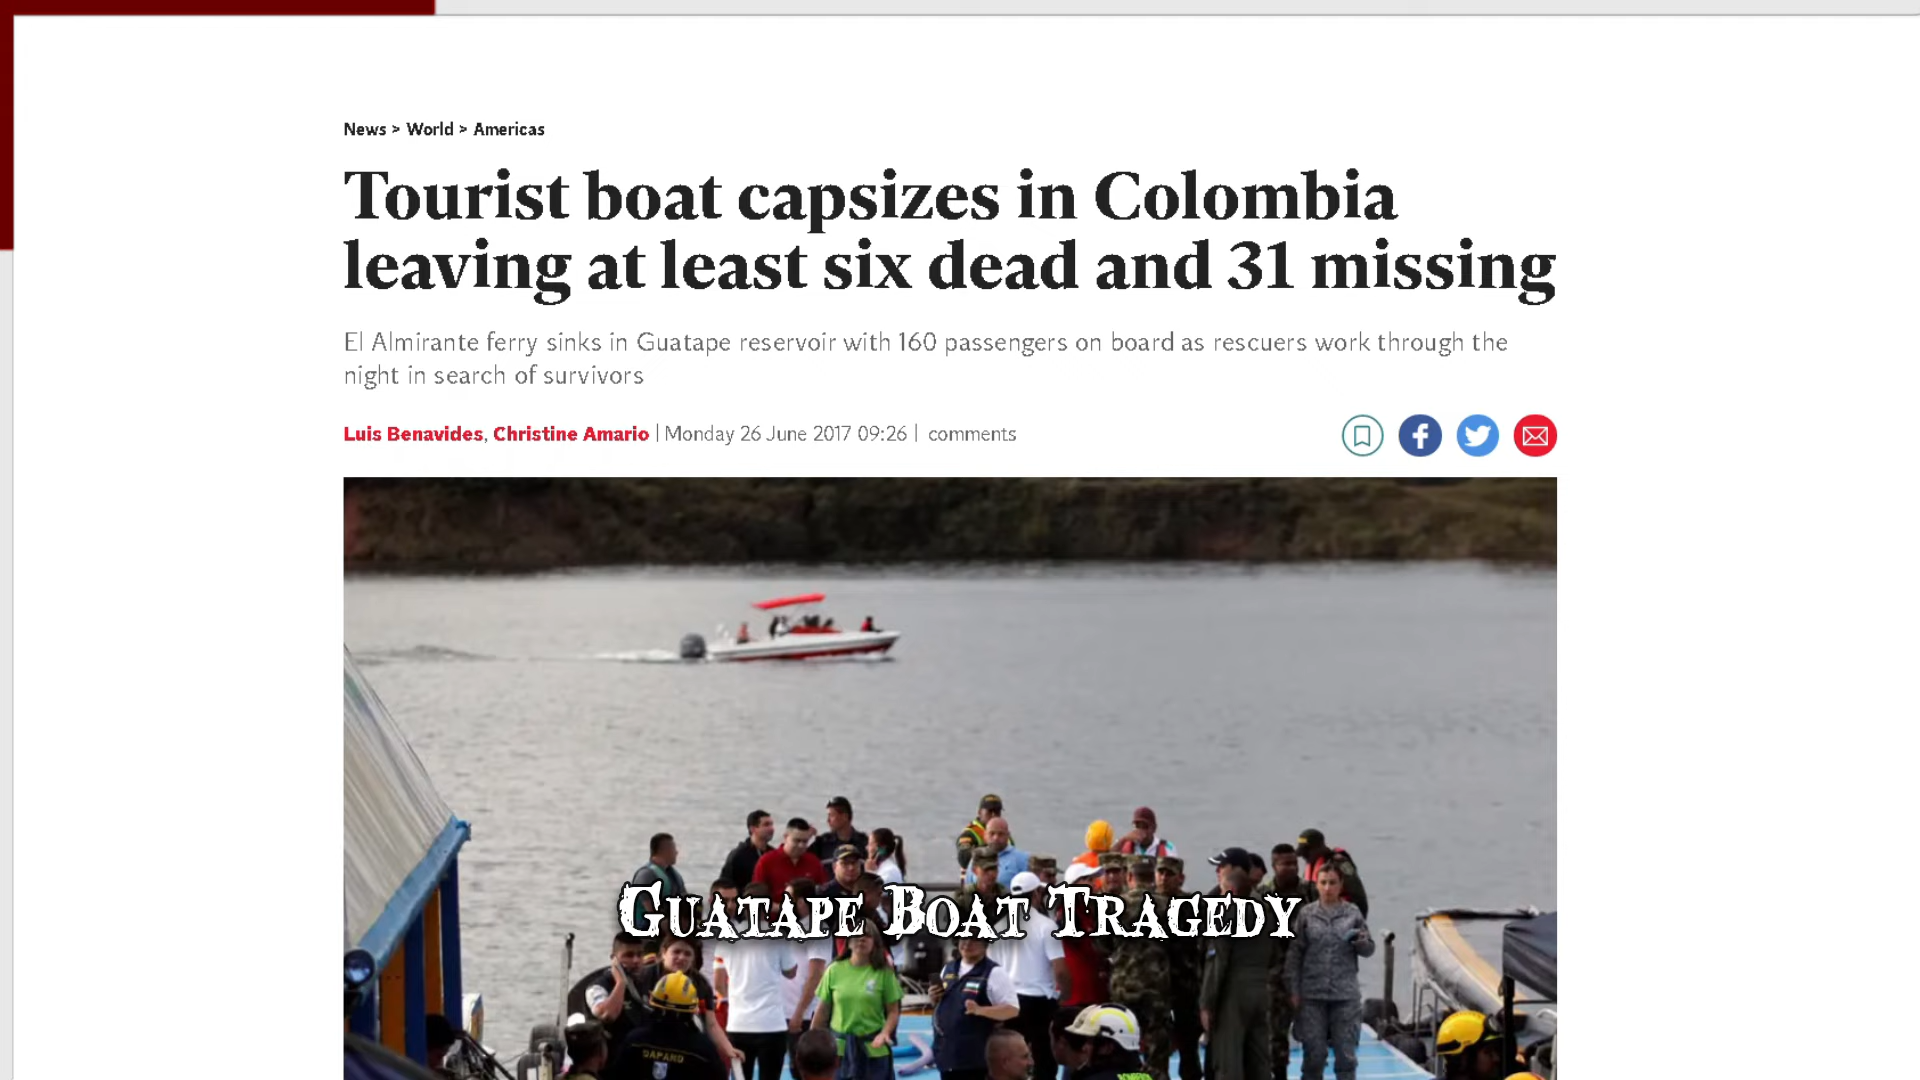 News > World > Americas
Tourist boat capsizes in Colombia
leaving at least six dead and 31 missing
El Almirante ferry sinks in Guatape reservoir with 160 passengers on board as rescuers work through the
night in search of survivors
Luis Benavides, Christine Amario | Monday 26 June 2017 09:26 | comments
Guatape Boat Tragedy
DAPARD